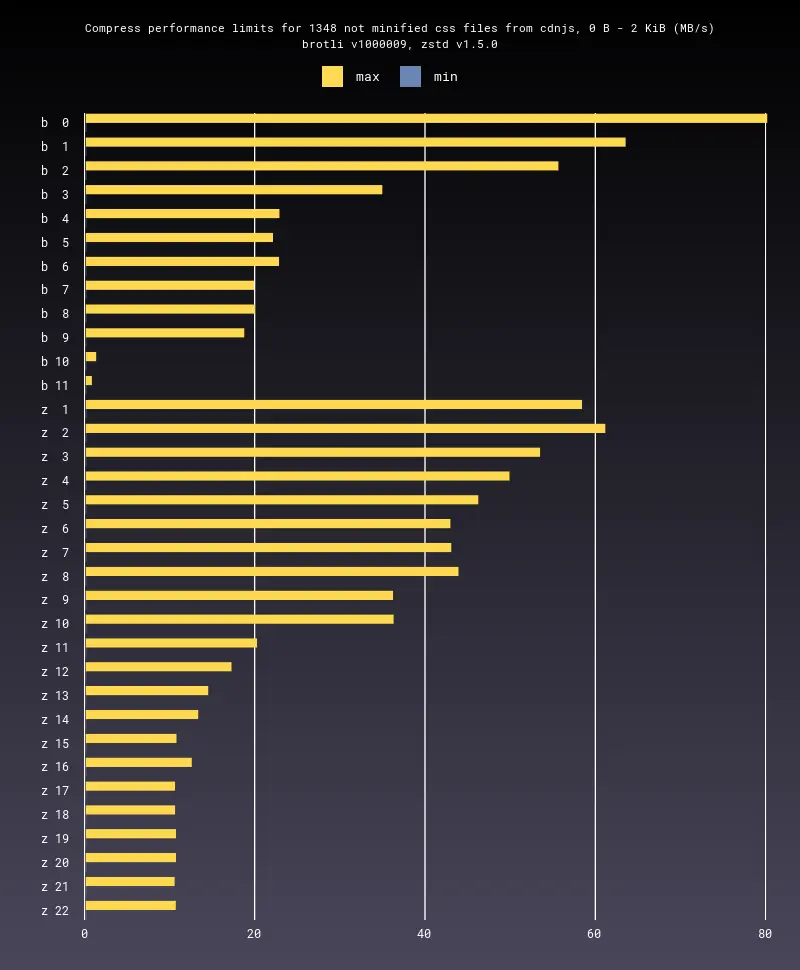 Compress performance limits for 1348 not minified css files from cdnjs, 0 B - 2 KiB (MB/s)
brotli v1000009, zstd v1.5.0
max min
b 0
b 1
b 2
b 3
b 4
b 5
b 6
b 7
b 8
b 9
b 10
b 11
z 1
z 2
z 3
z 4
z 5
z 6
z 7
z 8
z 9
z 10
z 11
z 12
z 13
z 14
z 15
z 16
z 17
z 18
z 19
z 20
z 21
z 22
0 20 40 60 80